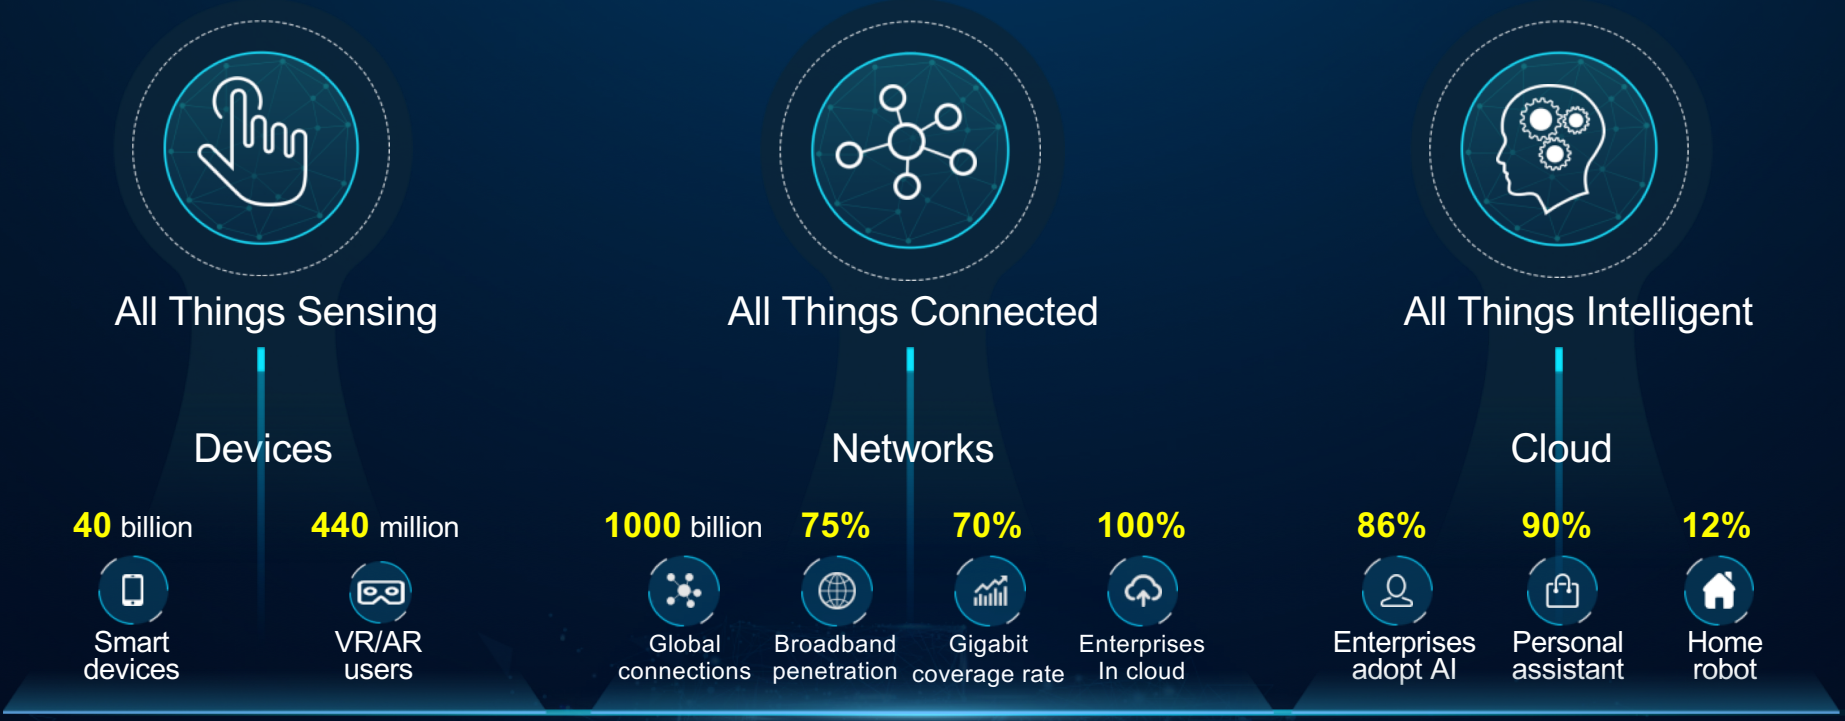 All Things Sensing
Devices
40 billion
Smart
devices
440 million
VR/AR
users
All Things Connected
Networks
1000 billion
Global
connections
75%
Broadband
penetration
70%
Gigabit
coverage rate
100%
Enterprises
In cloud
All Things Intelligent
Cloud
86%
Enterprises
adopt AI
90%
Personal
assistant
12%
Home
robot